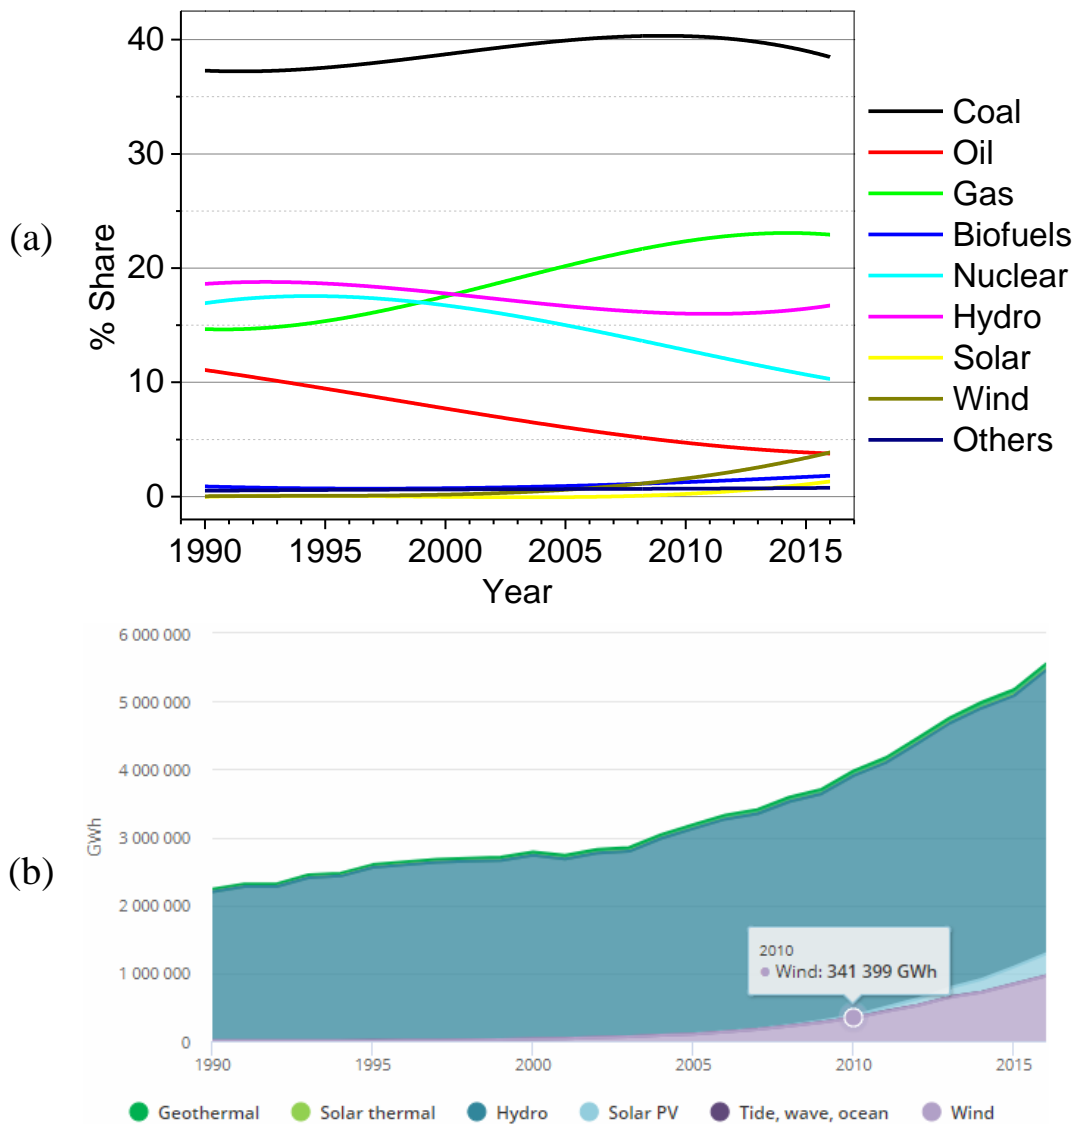 (a)
% Share
40
30
20
10
0
1990 1995 2000 2005 2010 2015
Year
Coal
Oil
Gas
Biofuels
Nuclear
Hydro
Solar
Wind
Others
(b)
GWh
6 000 000
5 000 000
4 000 000
3 000 000
2 000 000
1 000 000
0
2010
Wind: 341 399 GWh
1990 1995 2000 2005 2010 2015
Geothermal Solar thermal Hydro Solar PV Tide, wave, ocean Wind